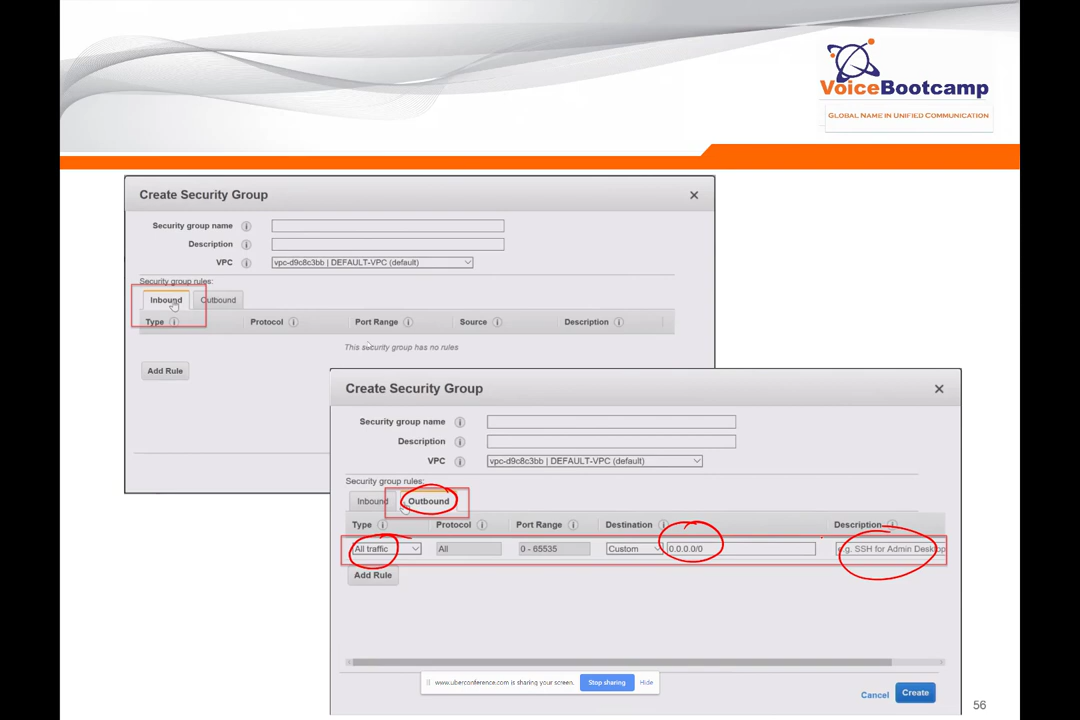 VoiceBootcamp
GLOBAL NAME IN UNIFIED COMMUNICATION
Create Security Group
Security group name
Description
VPC vpc-d9c8c3bb | DEFAULT-VPC (default)
Security group rules:
Inbound Outbound
Type Protocol Port Range Source Description
This security group has no rules
Add Rule
Create Security Group
Security group name
Description
VPC vpc-d9c8c3bb | DEFAULT-VPC (default)
Security group rules:
Inbound Outbound
Type Protocol Port Range Destination Description
All traffic All 0 - 65535 Custom 0.0.0.0/0 e.g. SSH for Admin Desktop
Add Rule
www.uberconference.com is sharing your screen. Stop sharing Hide
Cancel Create
56